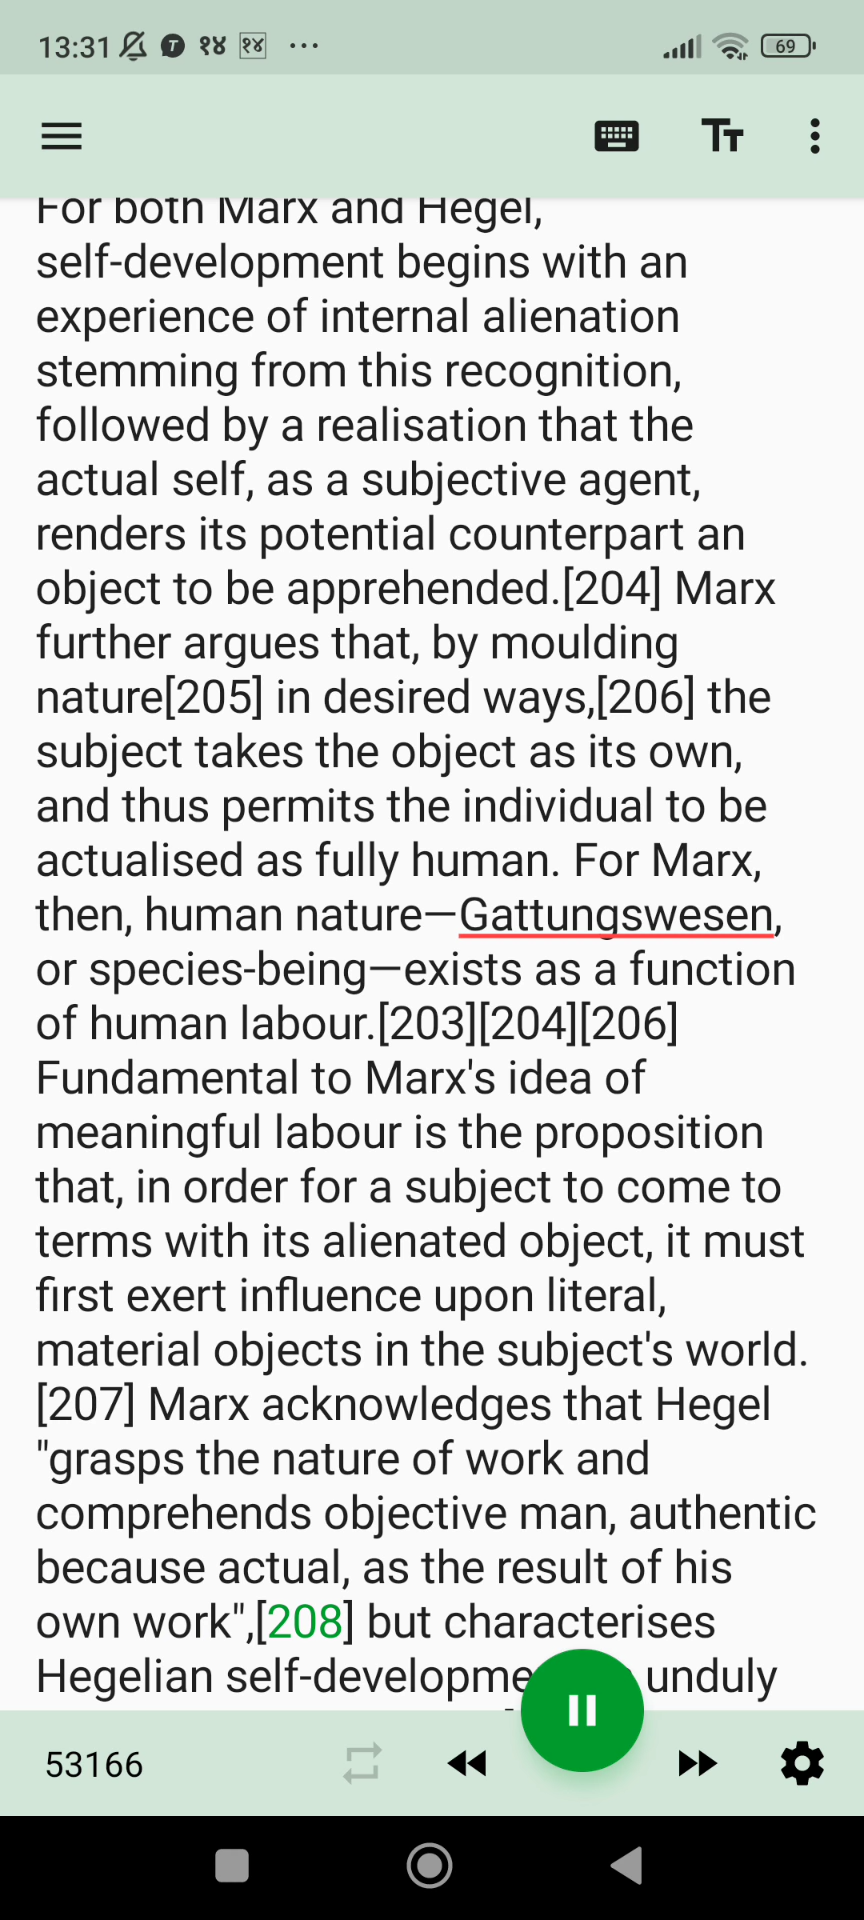 13:31 T १४ १४ ...
69
TT
For both Marx and Hegel,
self-development begins with an
experience of internal alienation
stemming from this recognition,
followed by a realisation that the
actual self, as a subjective agent,
renders its potential counterpart an
object to be apprehended.[204] Marx
further argues that, by moulding
nature[205] in desired ways,[206] the
subject takes the object as its own,
and thus permits the individual to be
actualised as fully human. For Marx,
then, human nature—Gattungswesen,
or species-being—exists as a function
of human labour.[203][204][206]
Fundamental to Marx's idea of
meaningful labour is the proposition
that, in order for a subject to come to
terms with its alienated object, it must
first exert influence upon literal,
material objects in the subject's world.
[207] Marx acknowledges that Hegel
"grasps the nature of work and
comprehends objective man, authentic
because actual, as the result of his
own work",[208] but characterises
Hegelian self-developme unduly
53166